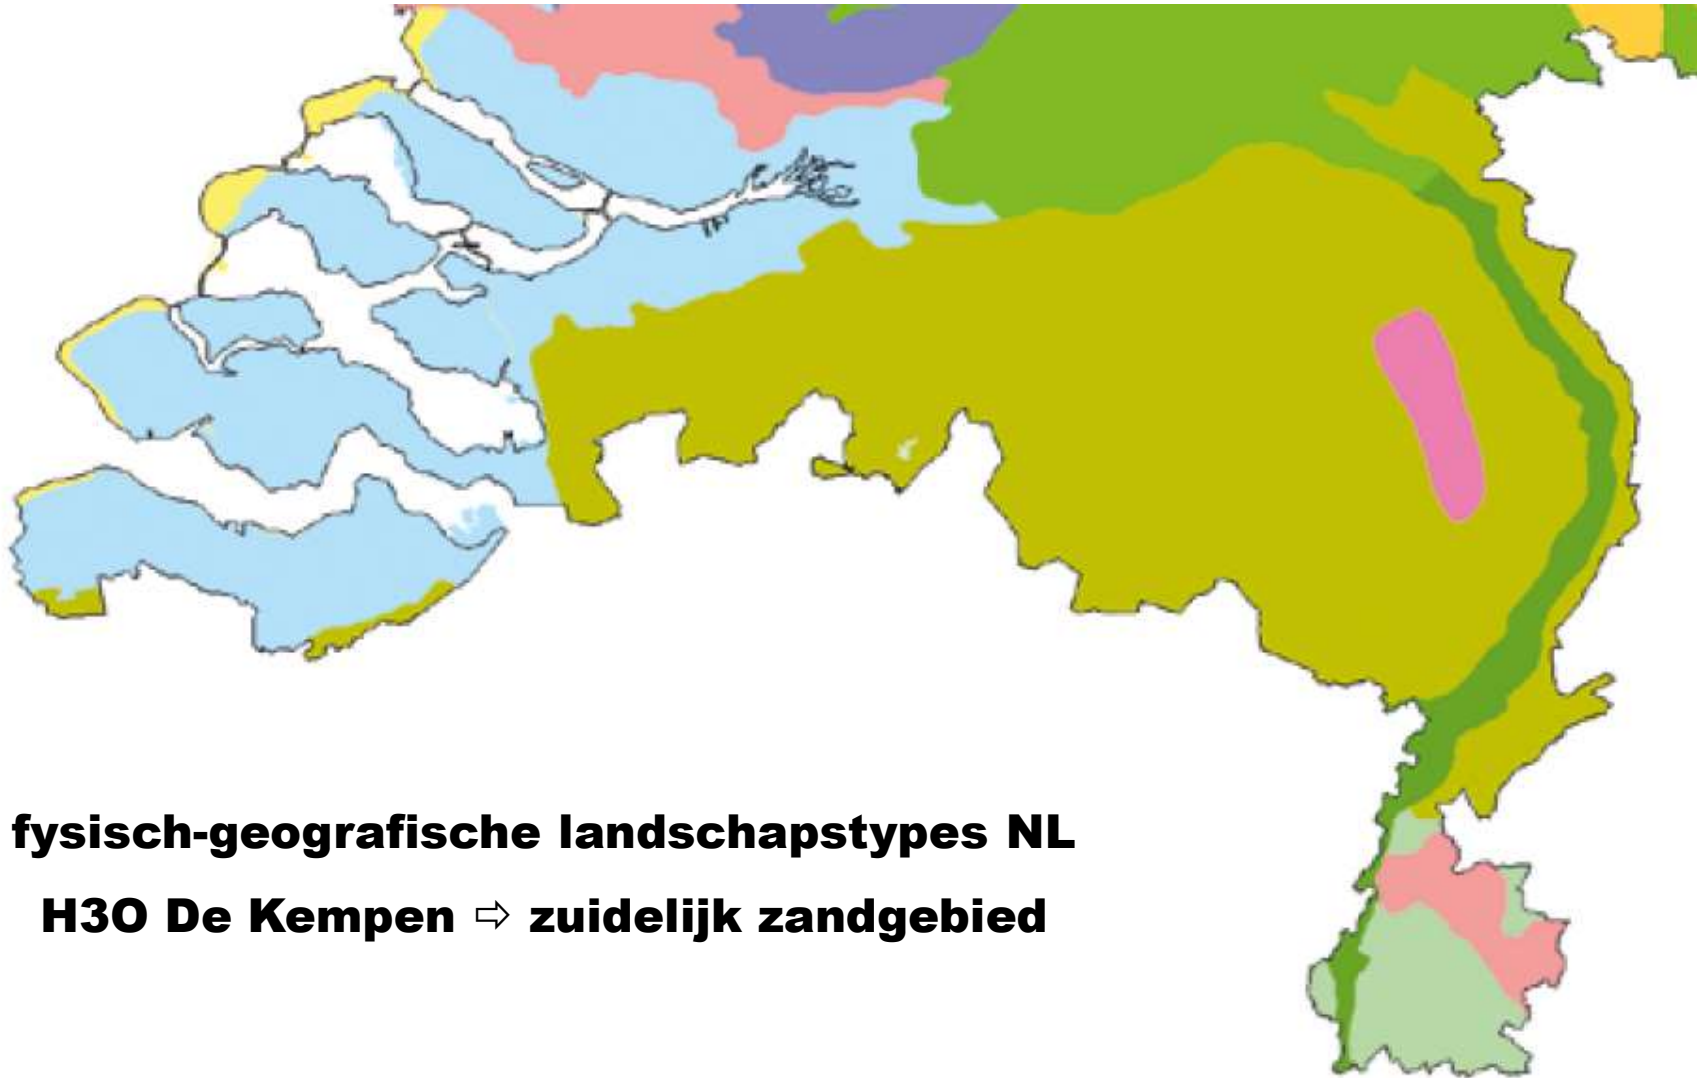 fysisch-geografische landschapstypes NL
H3O De Kempen ⇨ zuidelijk zandgebied